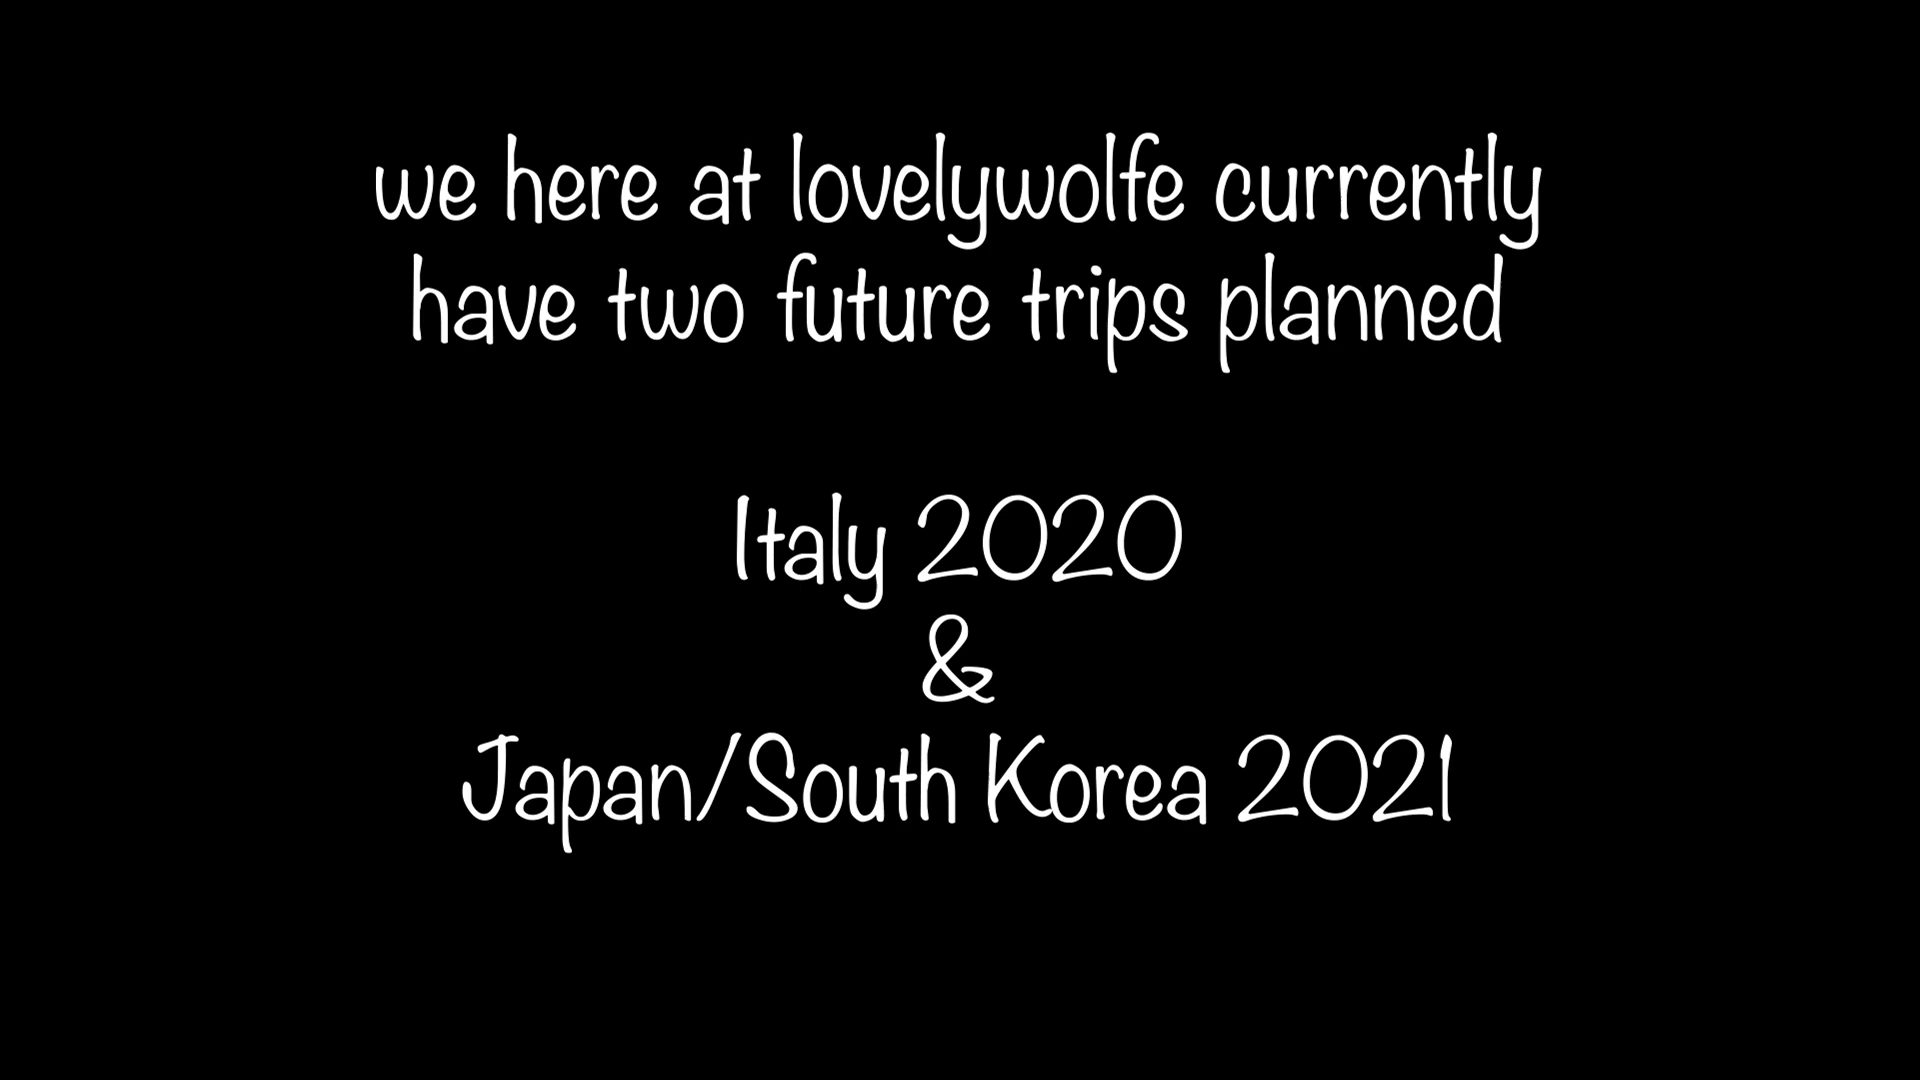 we here at lovelywolfe currently
have two future trips planned
Italy 2020
&
Japan/South Korea 2021